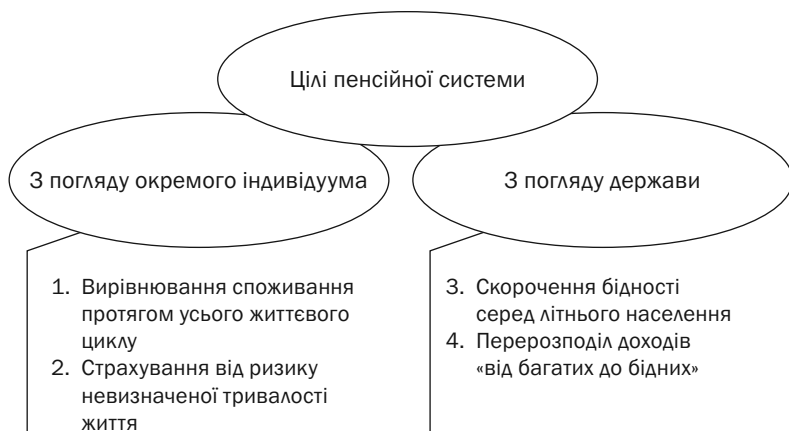 Цілі пенсійної системи
З погляду окремого індивідуума
З погляду держави
1. Вирівнювання споживання
протягом усього життєвого
циклу
2. Страхування від ризику
невизначеної тривалості
життя
3. Скорочення бідності
серед літнього населення
4. Перерозподіл доходів
«від багатих до бідних»